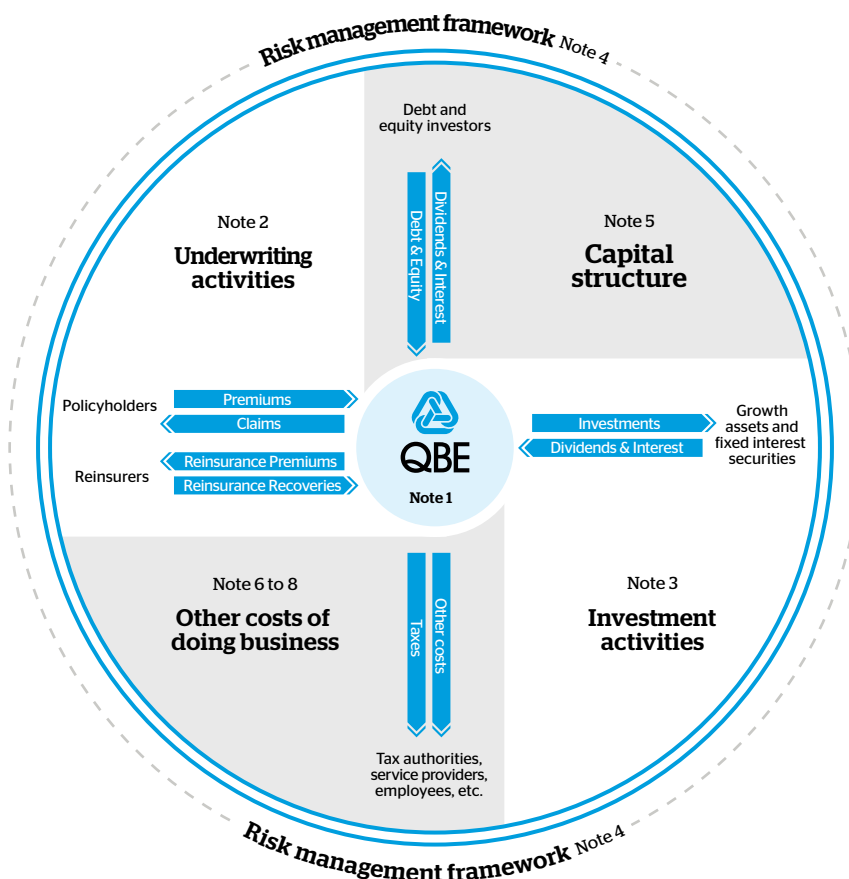 Risk management framework Note 4
Debt and
equity investors
Debt & Equity
Dividends & Interest
Note 2
Underwriting
activities
Note 5
Capital
structure
Policyholders
Premiums
Claims
Reinsurers
Reinsurance Premiums
Reinsurance Recoveries
QBE
Note 1
Investments
Dividends & Interest
Growth
assets and
fixed interest
securities
Note 6 to 8
Other costs of
doing business
Taxes
Other costs
Tax authorities,
service providers,
employees, etc.
Note 3
Investment
activities
Risk management framework Note 4